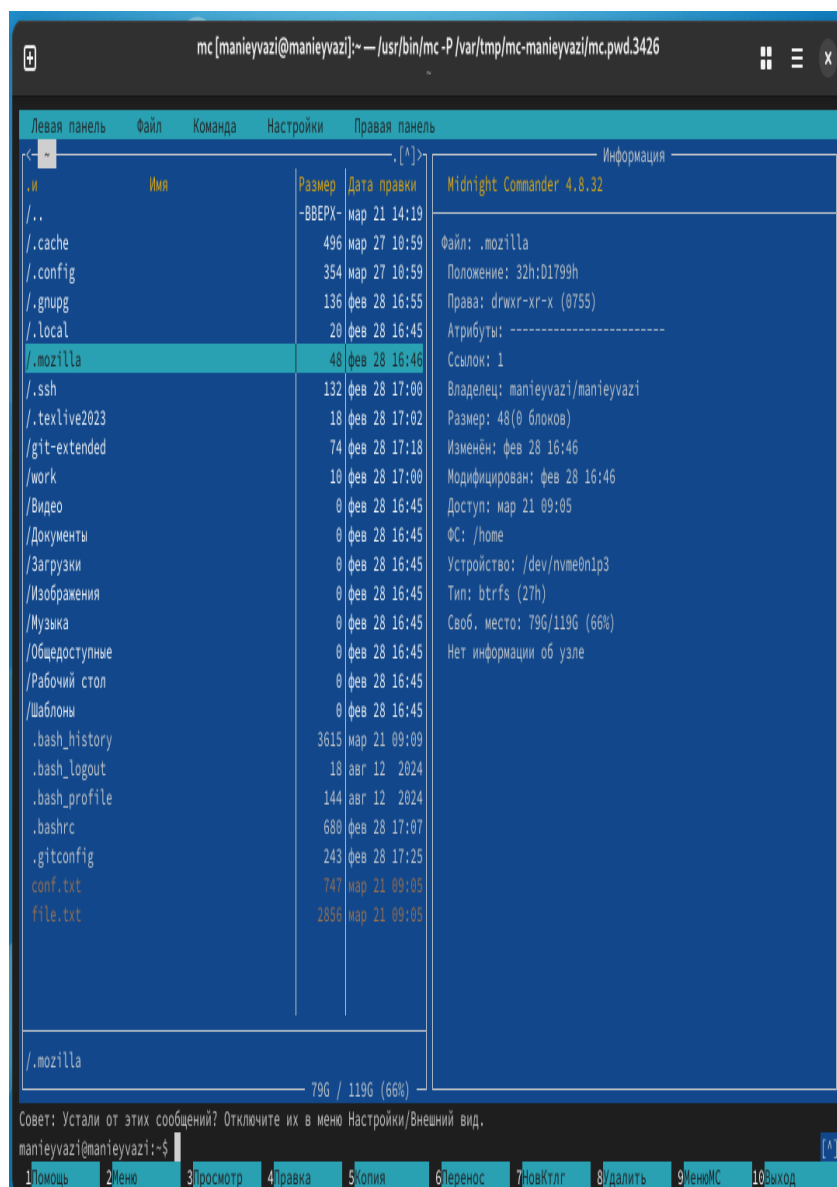 mc [manieyvazi@manieyvazi]:~ — /usr/bin/mc -P /var/tmp/mc-manieyvazi/mc.pwd.3426
~
Левая панель Файл Команда Настройки Правая панель
<- ~ .[^]>
.и Имя Размер Дата правки
/.. -ВВЕРХ- мар 21 14:19
/.cache 496 мар 27 10:59
/.config 354 мар 27 10:59
/.gnupg 136 фев 28 16:55
/.local 20 фев 28 16:45
/.mozilla 48 фев 28 16:46
/.ssh 132 фев 28 17:00
/.texlive2023 18 фев 28 17:02
/git-extended 74 фев 28 17:18
/work 10 фев 28 17:00
/Видео 0 фев 28 16:45
/Документы 0 фев 28 16:45
/Загрузки 0 фев 28 16:45
/Изображения 0 фев 28 16:45
/Музыка 0 фев 28 16:45
/Общедоступные 0 фев 28 16:45
/Рабочий стол 0 фев 28 16:45
/Шаблоны 0 фев 28 16:45
.bash_history 3615 мар 21 09:09
.bash_logout 18 авг 12 2024
.bash_profile 144 авг 12 2024
.bashrc 680 фев 28 17:07
.gitconfig 243 фев 28 17:25
conf.txt 747 мар 21 09:05
file.txt 2856 мар 21 09:05
/.mozilla
79G / 119G (66%)
Информация
Midnight Commander 4.8.32
Файл: .mozilla
Положение: 32h:D1799h
Права: drwxr-xr-x (0755)
Атрибуты: -------------------------
Ссылок: 1
Владелец: manieyvazi/manieyvazi
Размер: 48(0 блоков)
Изменён: фев 28 16:46
Модифицирован: фев 28 16:46
Доступ: мар 21 09:05
ФС: /home
Устройство: /dev/nvme0n1p3
Тип: btrfs (27h)
Своб. место: 79G/119G (66%)
Нет информации об узле
Совет: Устали от этих сообщений? Отключите их в меню Настройки/Внешний вид.
manieyvazi@manieyvazi:~$ [^]
1Помощь 2Меню 3Просмотр 4Правка 5Копия 6Перенос 7НовКтлг 8Удалить 9МенюMC 10Выход